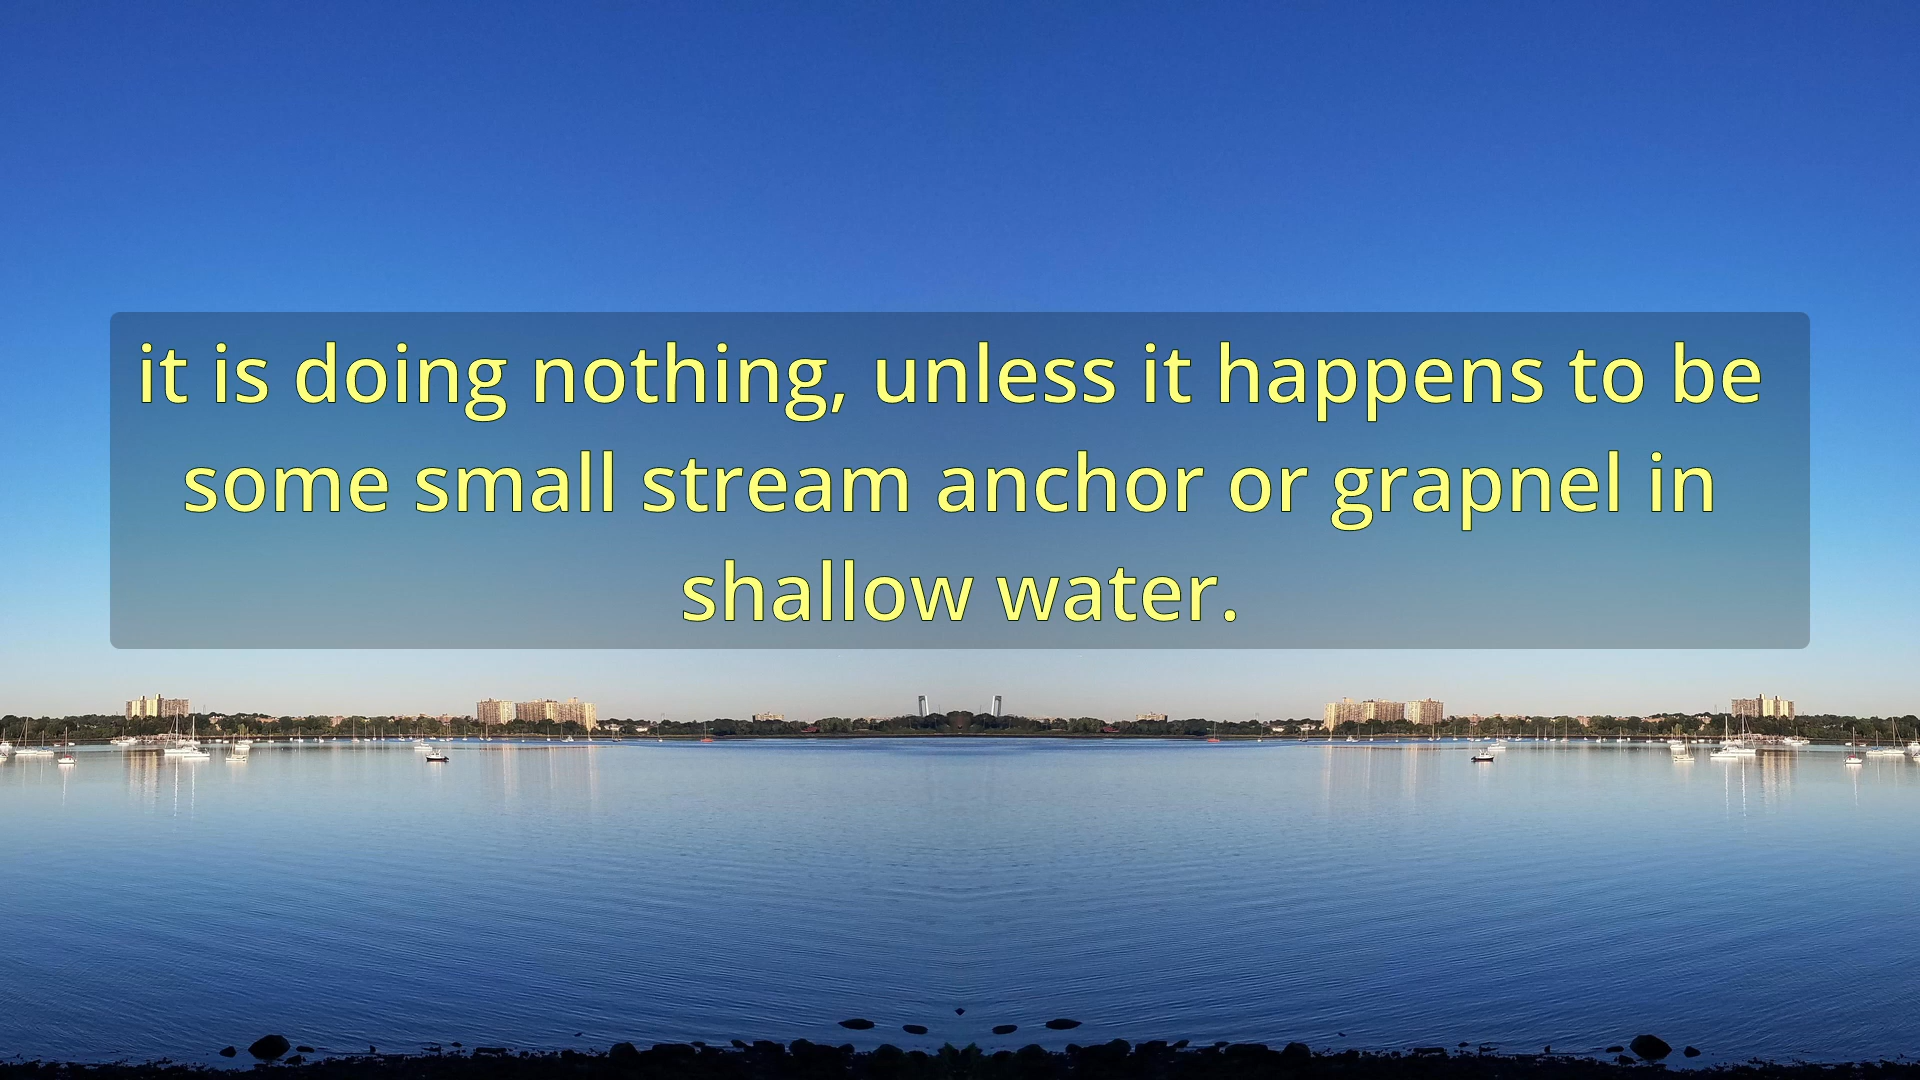 it is doing nothing, unless it happens to be
some small stream anchor or grapnel in
shallow water.